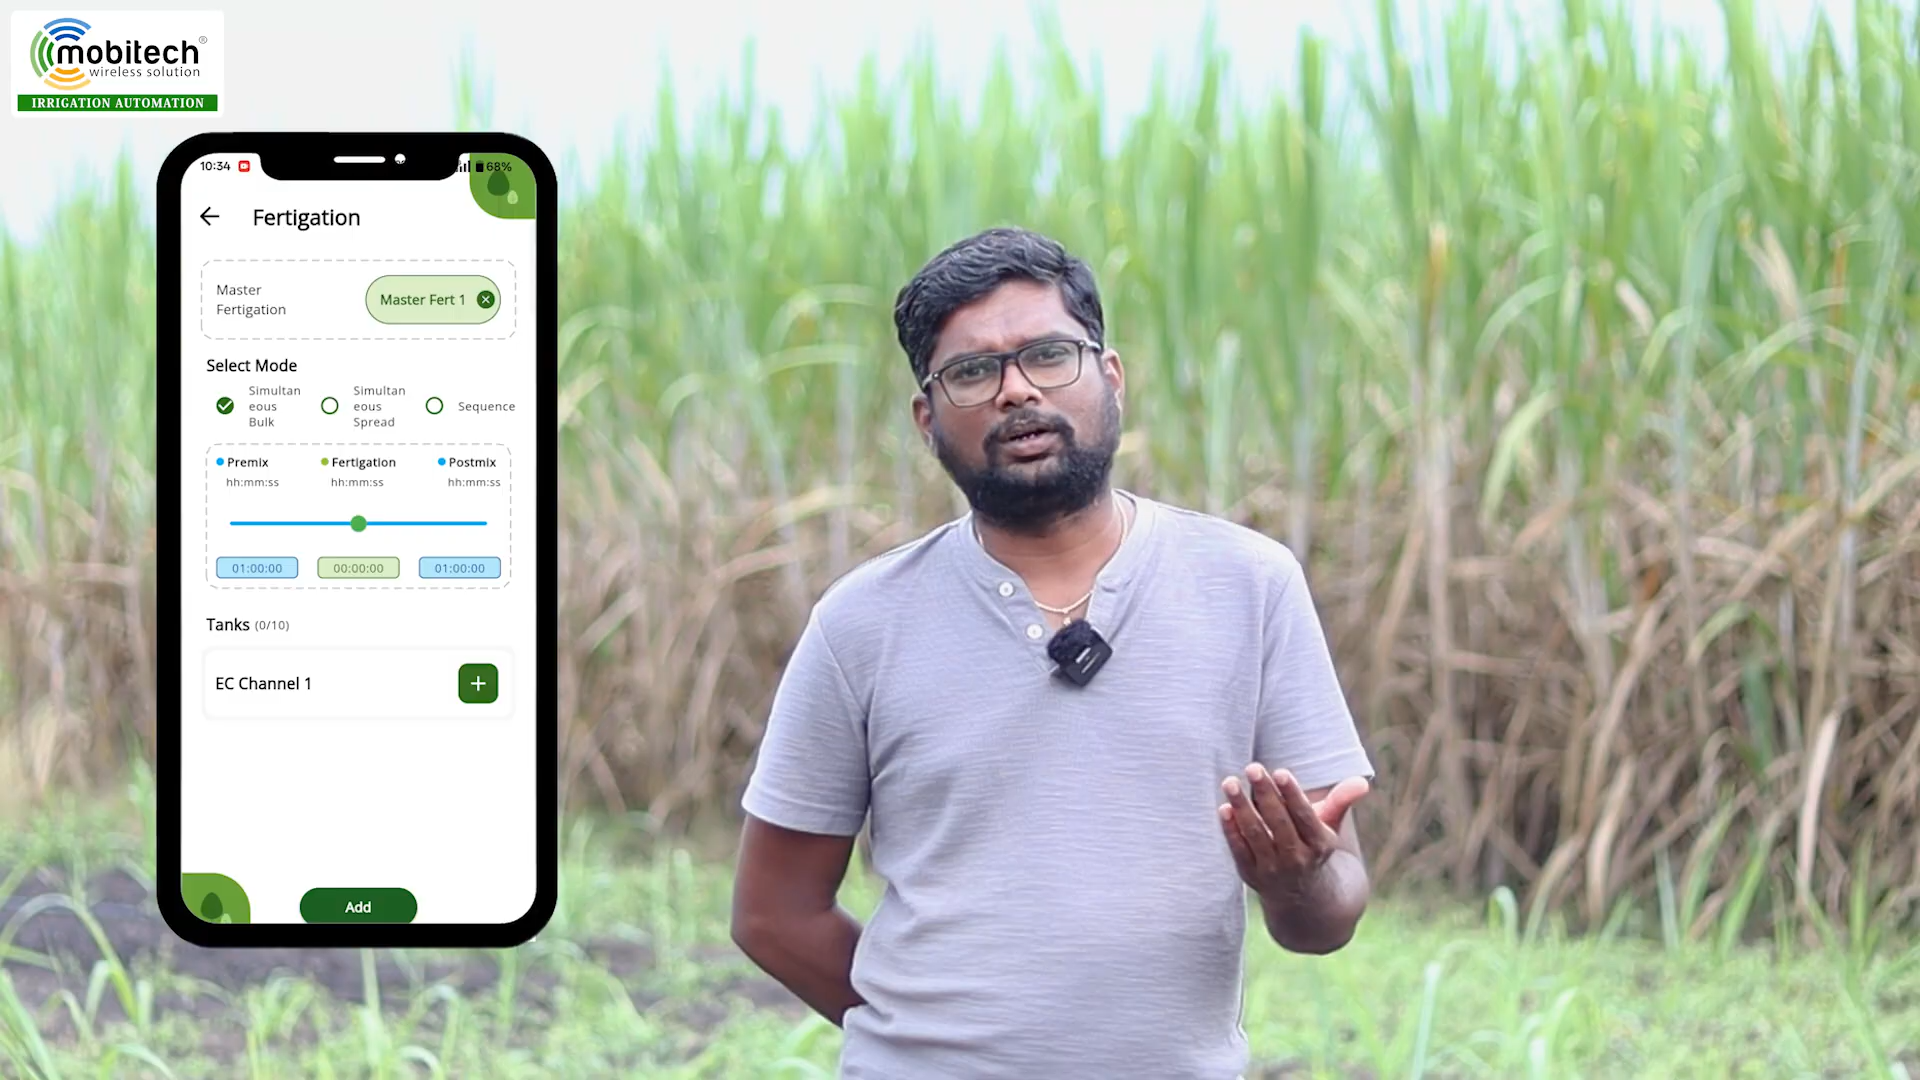 mobitech®
wireless solution
IRRIGATION AUTOMATION
10:34
68%
Fertigation
Master
Fertigation
Master Fert 1
Select Mode
Simultan
eous
Bulk
Simultan
eous
Spread
Sequence
Premix
Fertigation
Postmix
hh:mm:ss
hh:mm:ss
hh:mm:ss
01:00:00
00:00:00
01:00:00
Tanks (0/10)
EC Channel 1
+
Add